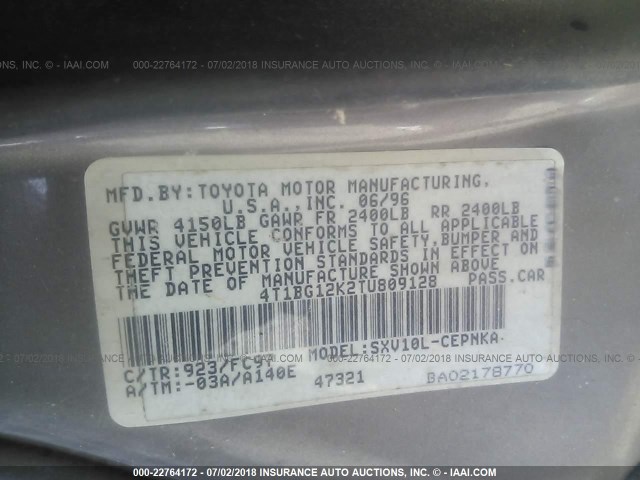 INC. - IAAI.COM 000-22764172 - 07/02/2018 INSURANCE AUTO AUCTIONS, INC. - IAAI.COM 000-22764
MFD.BY:TOYOTA MOTOR MANUFACTURING,
U.S.A.,INC. 06/96
GVWR 4150LB GAWR FR 2400LB RR 2400LB
THIS VEHICLE CONFORMS TO ALL APPLICABLE
FEDERAL MOTOR VEHICLE SAFETY,BUMPER AND
THEFT PREVENTION STANDARDS IN EFFECT ON
THE DATE OF MANUFACTURE SHOWN ABOVE
4T1BG12K2TU809128 PASS.CAR
C/TR:923/FC97 MODEL:SXV10L-CEPNKA
A/TM:-03A/A140E 47321 BA02178770
000-22764172 - 07/02/2018 INSURANCE AUTO AUCTIONS, INC. - IAAI.COM